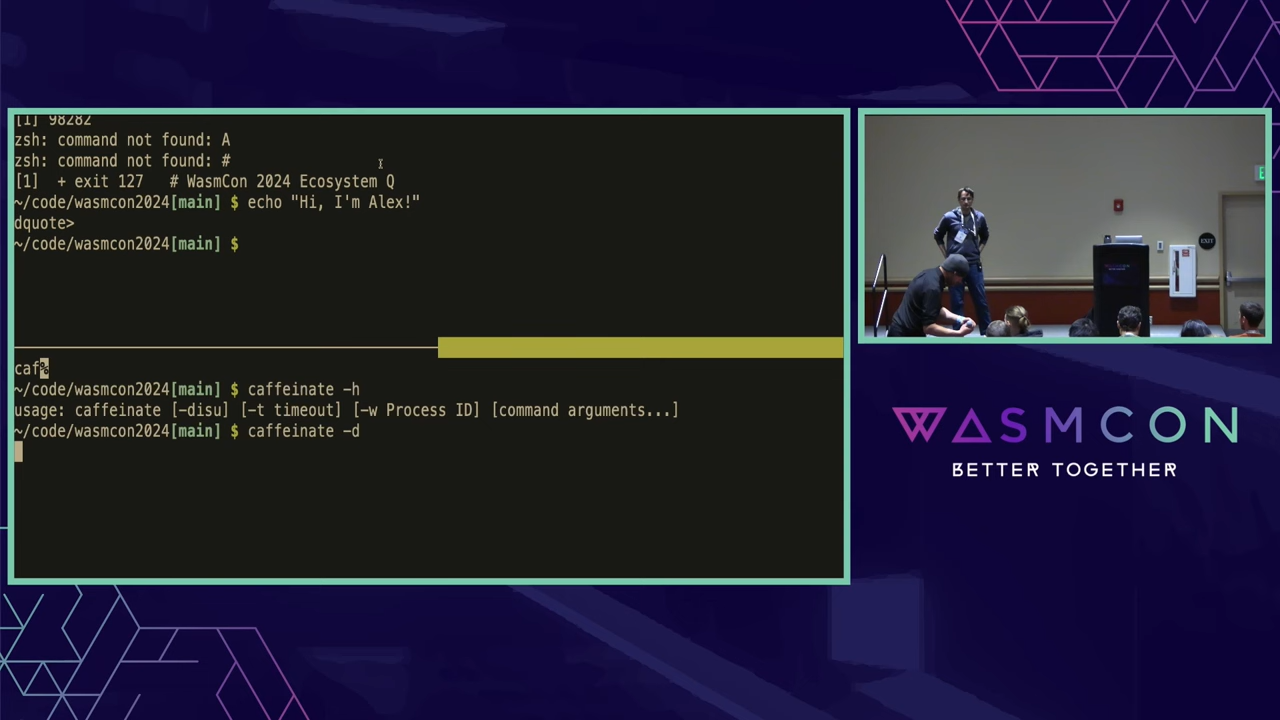 [1] 98282
zsh: command not found: A
zsh: command not found: #
[1]  + exit 127   # WasmCon 2024 Ecosystem Q
~/code/wasmcon2024[main] $ echo "Hi, I'm Alex!"
dquote>
~/code/wasmcon2024[main] $
caf%
~/code/wasmcon2024[main] $ caffeinate -h
usage: caffeinate [-disu] [-t timeout] [-w Process ID] [command arguments...]
~/code/wasmcon2024[main] $ caffeinate -d
EXIT
WASMCON
BETTER TOGETHER